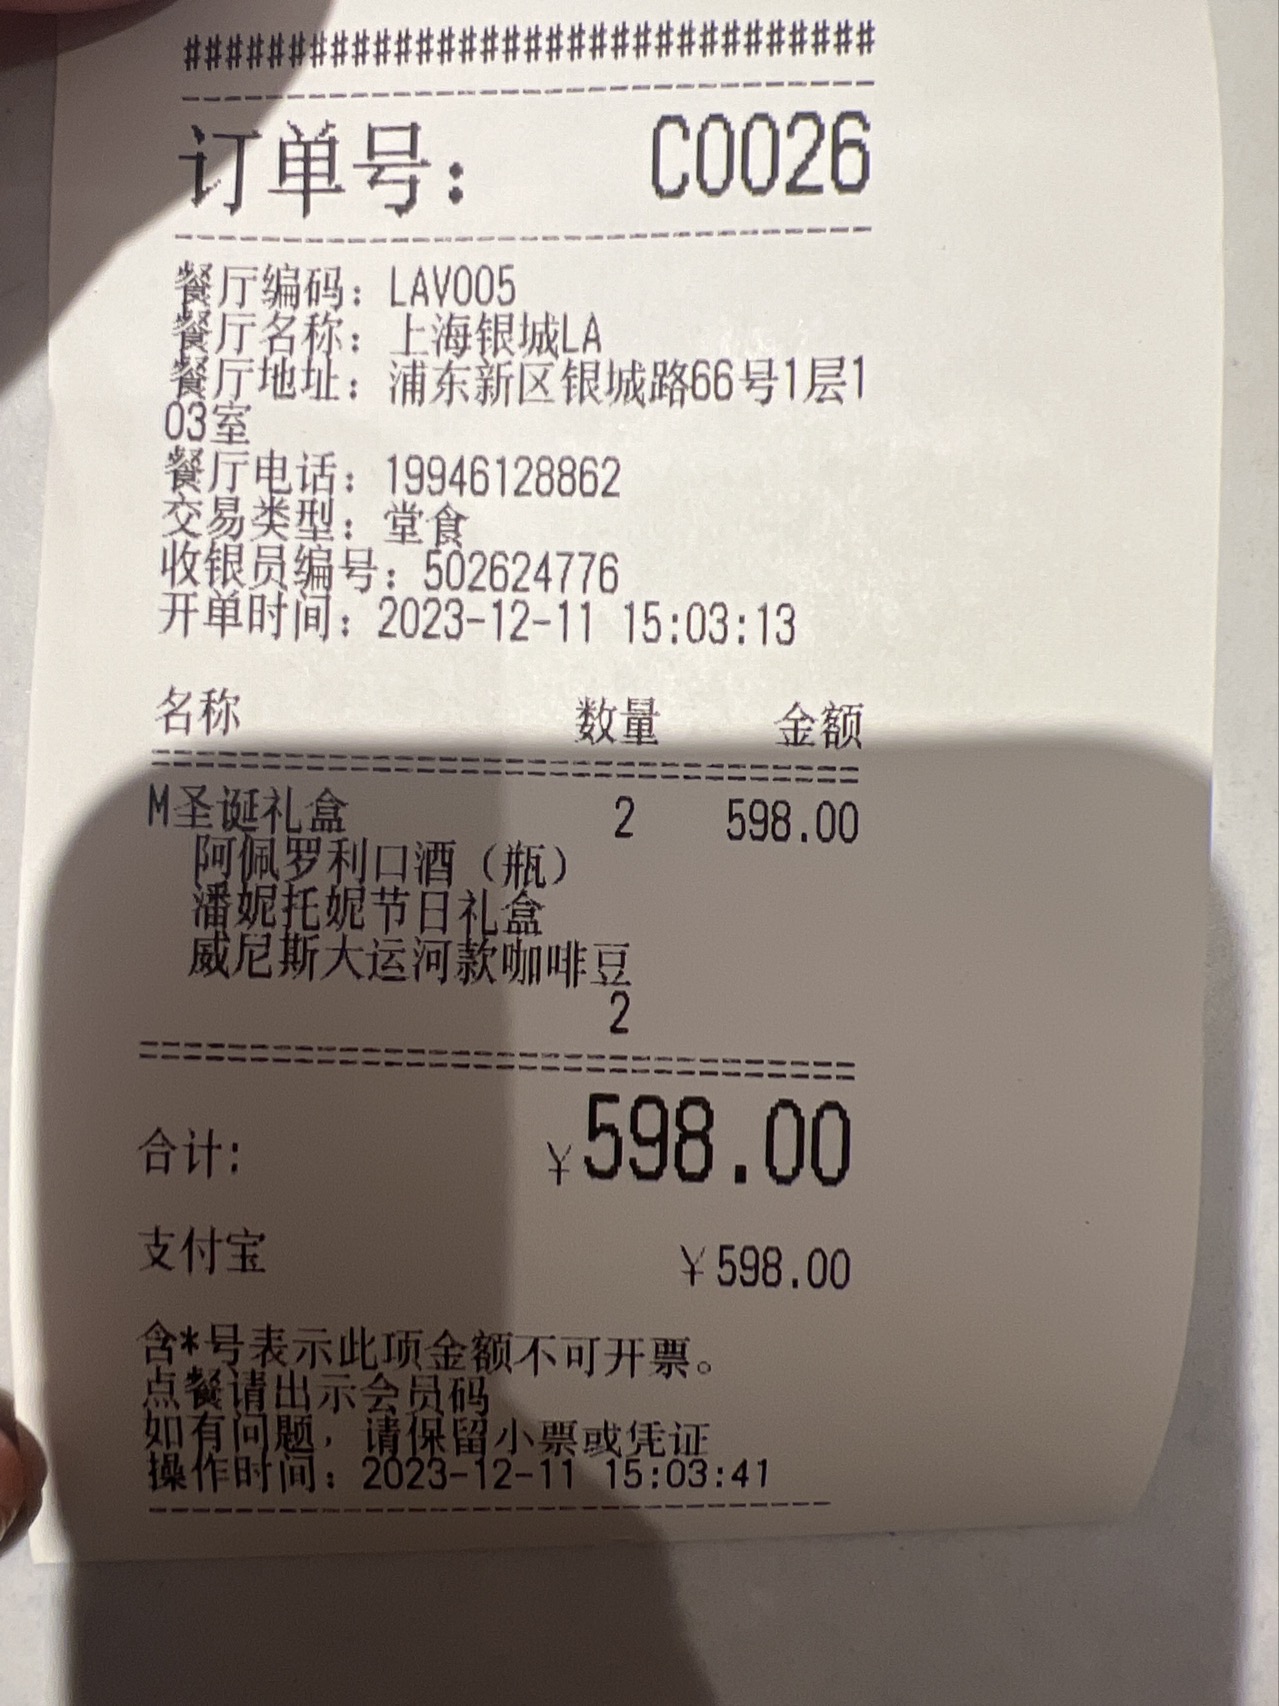 #################################
订单号： C0026
餐厅编码：LAV005
餐厅名称：上海银城LA
餐厅地址：浦东新区银城路66号1层1
03室
餐厅电话：19946128862
交易类型：堂食
收银员编号：502624776
开单时间：2023-12-11 15:03:13
名称 数量 金额
M圣诞礼盒 2 598.00
阿佩罗利口酒（瓶）
潘妮托妮节日礼盒
威尼斯大运河款咖啡豆
2
合计: ¥598.00
支付宝 ¥598.00
含*号表示此项金额不可开票。
点餐请出示会员码
如有问题，请保留小票或凭证
操作时间：2023-12-11 15:03:41